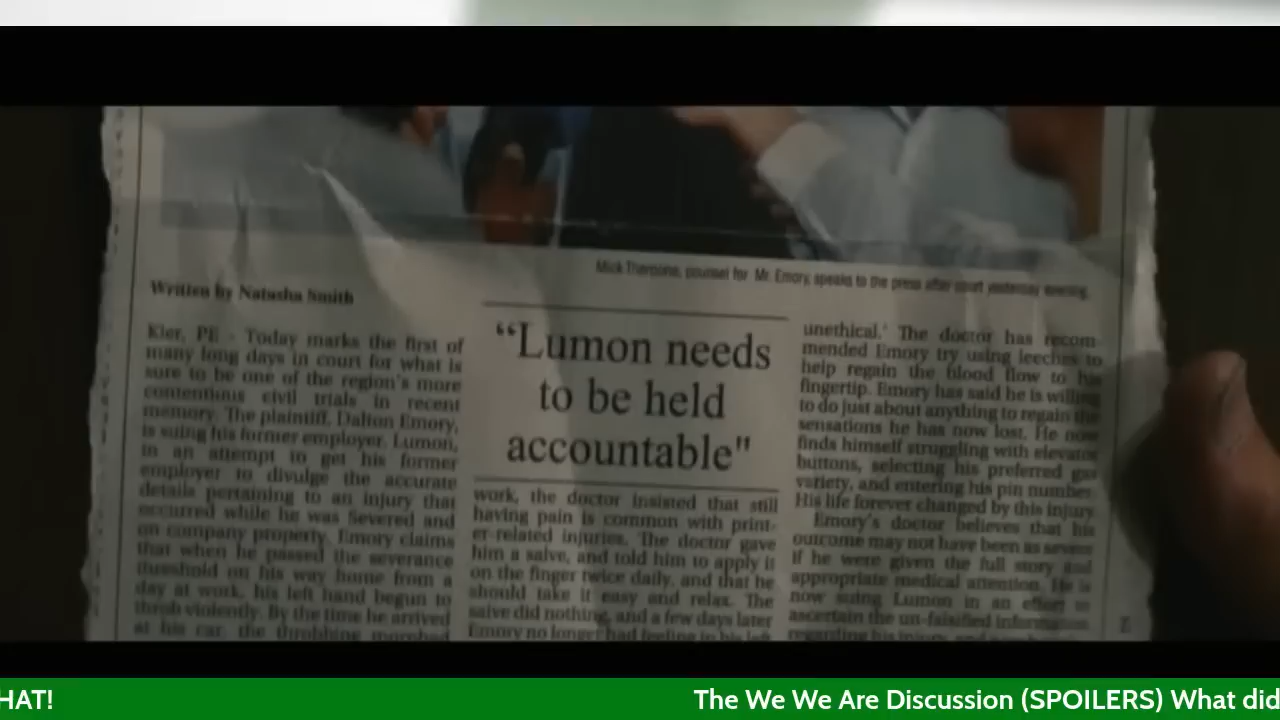 Mick Theroane, counsel for Mr. Emory, speaks to the press after court yesterday evening.
Written by Natasha Smith
Kier, PE - Today marks the first of
many long days in court for what is
sure to be one of the region's more
contentious civil trials in recent
memory. The plaintiff, Dalton Emory,
is suing his former employer, Lumon,
in an attempt to get his former
employer to divulge the accurate
details pertaining to an injury that
occurred while he was Severed and
on company property. Emory claims
that when he passed the severance
threshold on his way home from a
day at work, his left hand begun to
throb violently. By the time he arrived
at his car, the throbbing morphed
“Lumon needs
to be held
accountable"
work, the doctor insisted that still
having pain is common with print-
er-related injuries. The doctor gave
him a salve, and told him to apply it
on the finger twice daily, and that he
should take it easy and relax. The
salve did nothing, and a few days later
Emory no longer had feeling in his left
unethical.' The doctor has recom-
mended Emory try using leeches to
help regain the blood flow to his
fingertip. Emory has said he is willing
to do just about anything to regain the
sensations he has now lost. He now
finds himself struggling with elevator
buttons, selecting his preferred gas
variety, and entering his pin number.
His life forever changed by this injury
Emory's doctor believes that his
outcome may not have been as severe
if he were given the full story and
appropriate medical attention. He is
now suing Lumon in an effort to
ascertain the un-falsified information
regarding his injury, and
HAT!
The We We Are Discussion (SPOILERS) What did